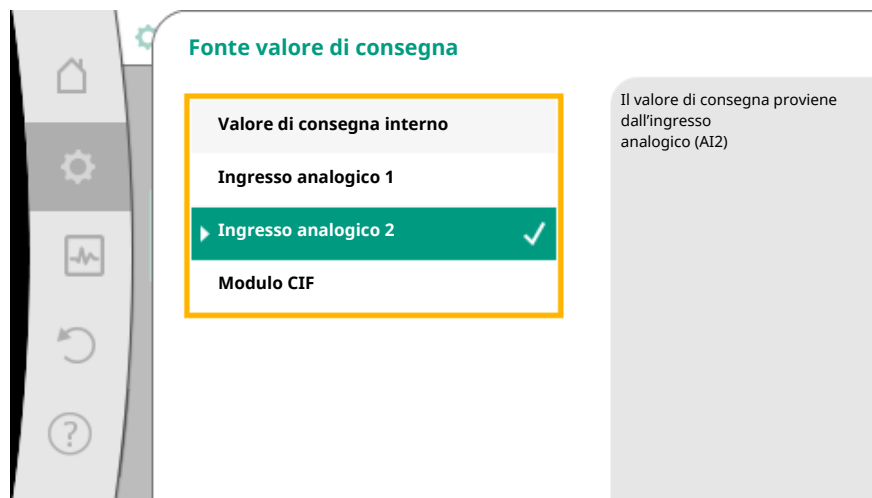 Fonte valore di consegna
Valore di consegna interno
Ingresso analogico 1
Ingresso analogico 2
Modulo CIF
Il valore di consegna proviene
dall'ingresso
analogico (AI2)
?